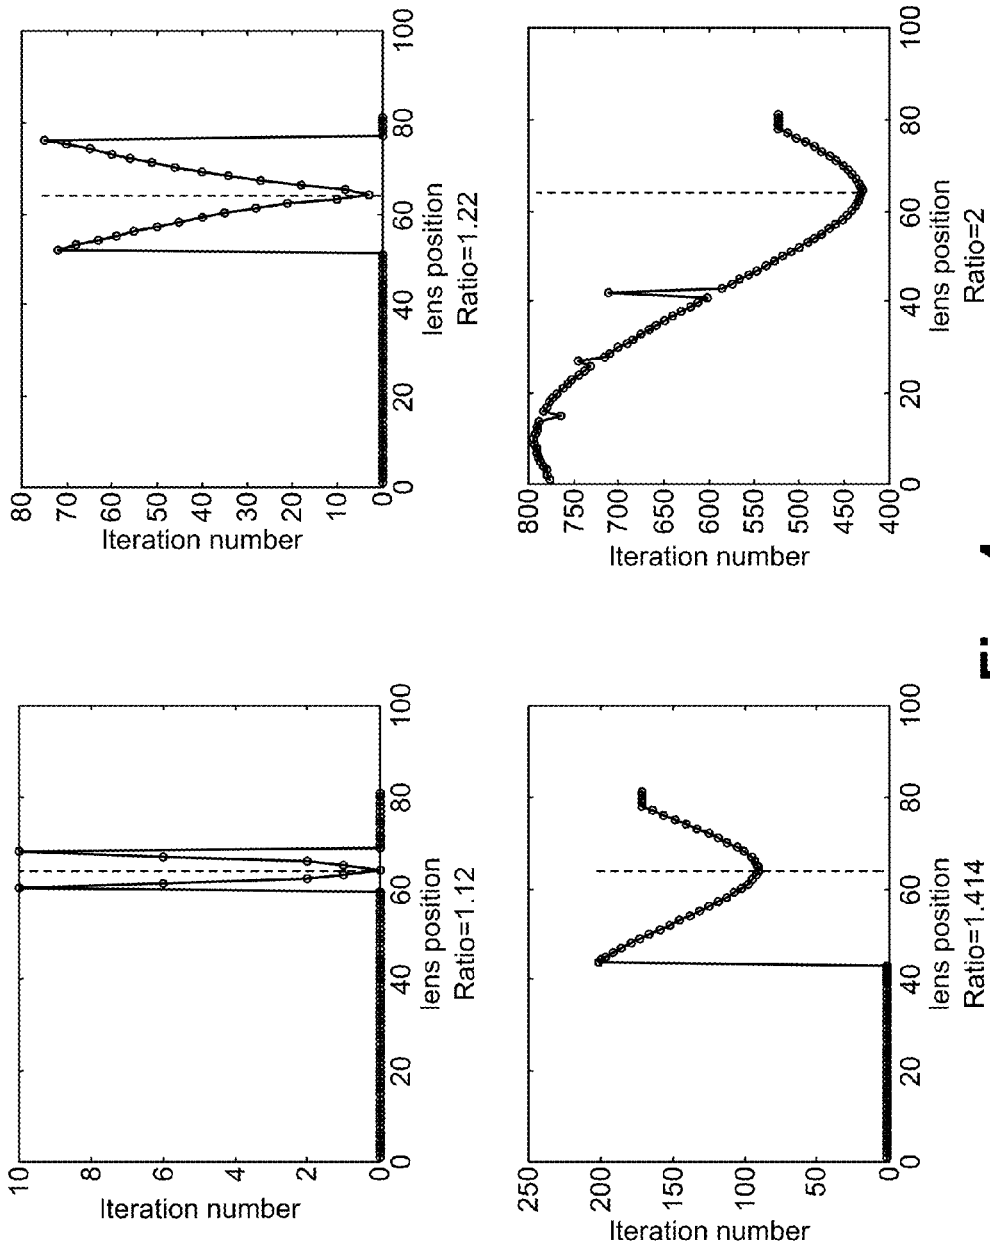 Iteration number
10
8
6
4
2
0
0 20 40 60 80 100
lens position
Ratio=1.12
Iteration number
80
70
60
50
40
30
20
10
0
0 20 40 60 80 100
lens position
Ratio=1.22
Iteration number
250
200
150
100
50
0
0 20 40 60 80 100
lens position
Ratio=1.414
Iteration number
800
750
700
650
600
550
500
450
400
0 20 40 60 80 100
lens position
Ratio=2